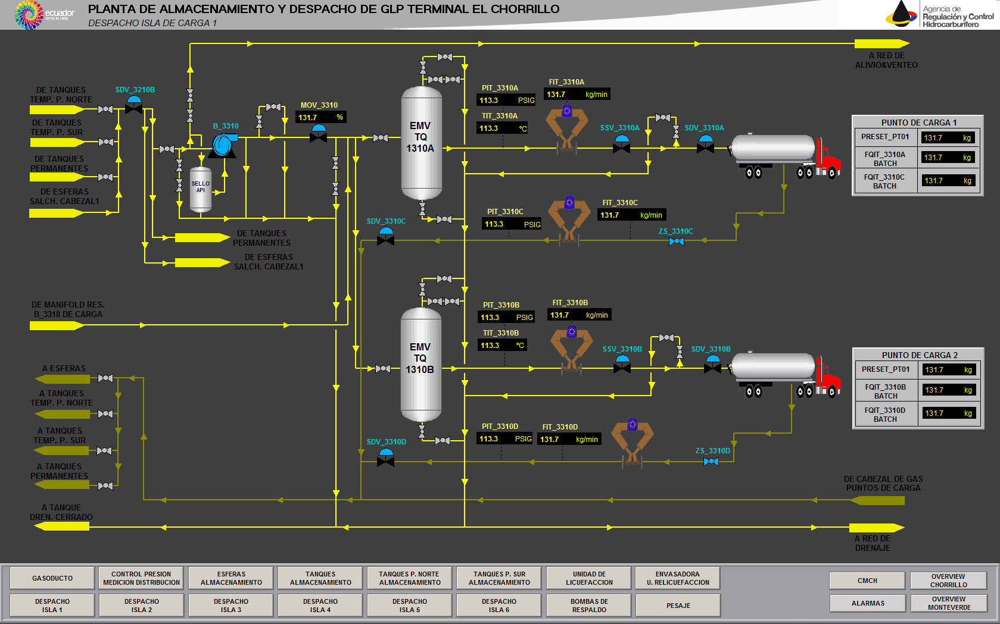 ecuador
ama la vida
PLANTA DE ALMACENAMIENTO Y DESPACHO DE GLP TERMINAL EL CHORRILLO
DESPACHO ISLA DE CARGA 1
Agencia de
Regulación y Control
Hidrocarburífero
A RED DE
ALIVIO&VENTEO
DE TANQUES
TEMP. P. NORTE
SDV_3210B
DE TANQUES
TEMP. P. SUR
DE TANQUES
PERMANENTES
DE ESFERAS
SALCH. CABEZAL1
B_3310
MOV_3310
131.7 %
SELLO
API
DE TANQUES
PERMANENTES
DE ESFERAS
SALCH. CABEZAL1
EMV
TQ
1310A
PIT_3310A
113.3 PSIG
TIT_3310A
113.3 ºC
FIT_3310A
131.7 kg/min
SSV_3310A
SDV_3310A
PUNTO DE CARGA 1
PRESET_PT01 131.7 kg
FQIT_3310A
BATCH
131.7 kg
FQIT_3310C
BATCH
131.7 kg
SDV_3310C
PIT_3310C
113.3 PSIG
FIT_3310C
131.7 kg/min
ZS_3310C
DE MANIFOLD RES.
B_3318 DE CARGA
EMV
TQ
1310B
PIT_3310B
113.3 PSIG
TIT_3310B
113.3 ºC
FIT_3310B
131.7 kg/min
SSV_3310B
SDV_3310B
PUNTO DE CARGA 2
PRESET_PT01 131.7 kg
FQIT_3310B
BATCH
131.7 kg
FQIT_3310D
BATCH
131.7 kg
SDV_3310D
PIT_3310D
113.3 PSIG
FIT_3310D
131.7 kg/min
ZS_3310D
A ESFERAS
A TANQUES
TEMP. P. NORTE
A TANQUES
TEMP. P. SUR
A TANQUES
PERMANENTES
A TANQUE
DREN. CERRADO
DE CABEZAL DE GAS
PUNTOS DE CARGA
A RED DE
DRENAJE
GASODUCTO
CONTROL PRESION
MEDICION DISTRIBUCION
ESFERAS
ALMACENAMIENTO
TANQUES
ALMACENAMIENTO
TANQUES P. NORTE
ALMACENAMIENTO
TANQUES P. SUR
ALMACENAMIENTO
UNIDAD DE
LICUEFACCION
ENVASADORA
U. RELICUEFACCION
CMCH
OVERVIEW
CHORRILLO
DESPACHO
ISLA 1
DESPACHO
ISLA 2
DESPACHO
ISLA 3
DESPACHO
ISLA 4
DESPACHO
ISLA 5
DESPACHO
ISLA 6
BOMBAS DE
RESPALDO
PESAJE
ALARMAS
OVERVIEW
MONTEVERDE